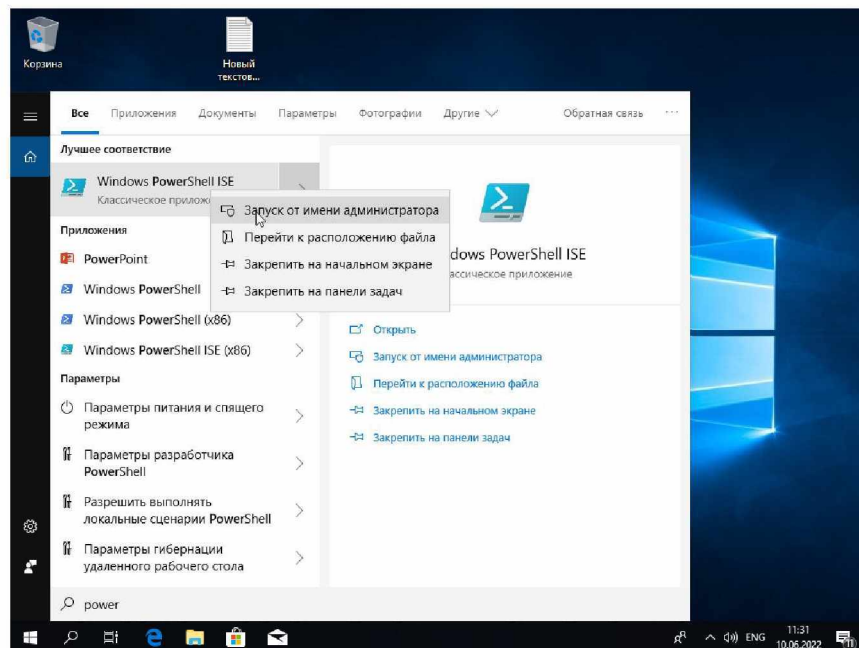 Корзина
Новый
текстов...
Все Приложения Документы Параметры Фотографии Другие Обратная связь ...
Лучшее соответствие
Windows PowerShell ISE
Классическое прилож
Запуск от имени администратора
Перейти к расположению файла
Закрепить на начальном экране
Закрепить на панели задач
Приложения
PowerPoint
Windows PowerShell
Windows PowerShell (x86)
Windows PowerShell ISE (x86)
Параметры
Параметры питания и спящего
режима
Параметры разработчика
PowerShell
Разрешить выполнять
локальные сценарии PowerShell
Параметры гибернации
удаленного рабочего стола
dows PowerShell ISE
ассическое приложение
Открыть
Запуск от имени администратора
Перейти к расположению файла
Закрепить на начальном экране
Закрепить на панели задач
power
ENG
11:31
10.06.2022